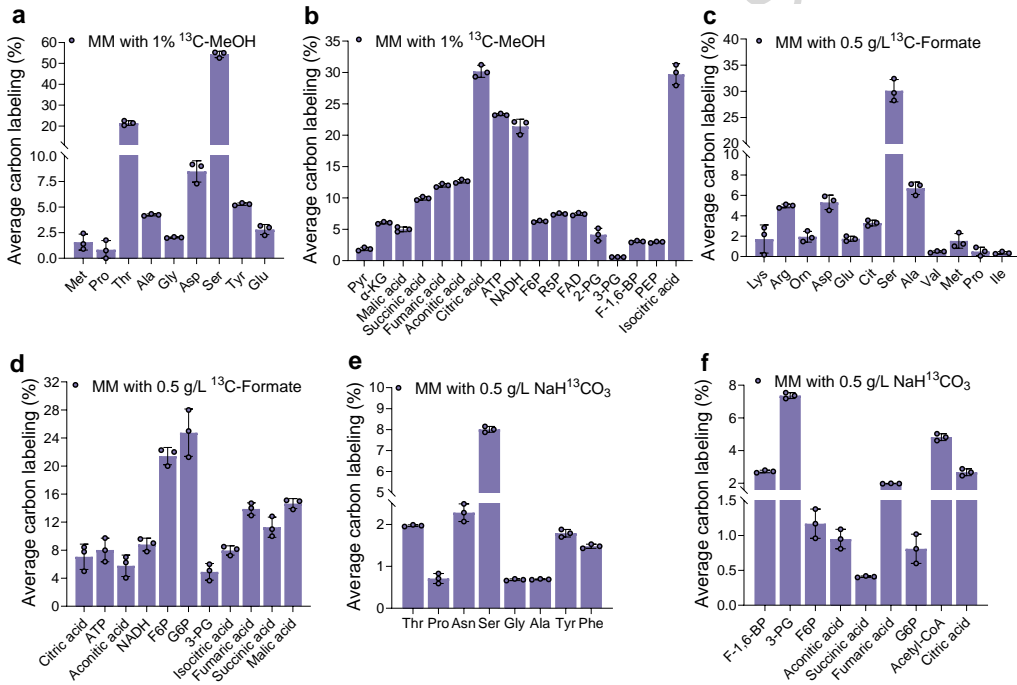 a
MM with 1% ¹³C-MeOH
Average carbon labeling (%)
60
50
40
30
20
10.0
7.5
5.0
2.5
0.0
Met
Pro
Thr
Ala
Gly
Asp
Ser
Tyr
Glu
b
MM with 1% ¹³C-MeOH
Average carbon labeling (%)
35
30
25
20
15
10
5
0
Pyr
α-KG
Malic acid
Succinic acid
Fumaric acid
Aconitic acid
Citric acid
ATP
NADH
F6P
R5P
FAD
2-PG
3-PG
F-1,6-BP
PEP
Isocitric acid
c
MM with 0.5 g/L¹³C-Formate
Average carbon labeling (%)
40
35
30
25
20
10
8
6
4
2
0
Lys
Arg
Orn
Asp
Glu
Cit
Ser
Ala
Val
Met
Pro
Ile
d
MM with 0.5 g/L ¹³C-Formate
Average carbon labeling (%)
32
28
24
20
16
12
8
4
0
Citric acid
ATP
Aconitic acid
NADH
F6P
G6P
3-PG
Isocitric acid
Fumaric acid
Succinic acid
Malic acid
e
MM with 0.5 g/L NaH¹³CO₃
Average carbon labeling (%)
10
9
8
7
6
5
4
2
0
Thr Pro Asn Ser Gly Ala Tyr Phe
f
MM with 0.5 g/L NaH¹³CO₃
Average carbon labeling (%)
8
6
4
2
1.5
1.0
0.5
0.0
F-1,6-BP
3-PG
F6P
Aconitic acid
Succinic acid
Fumaric acid
G6P
Acetyl-CoA
Citric acid